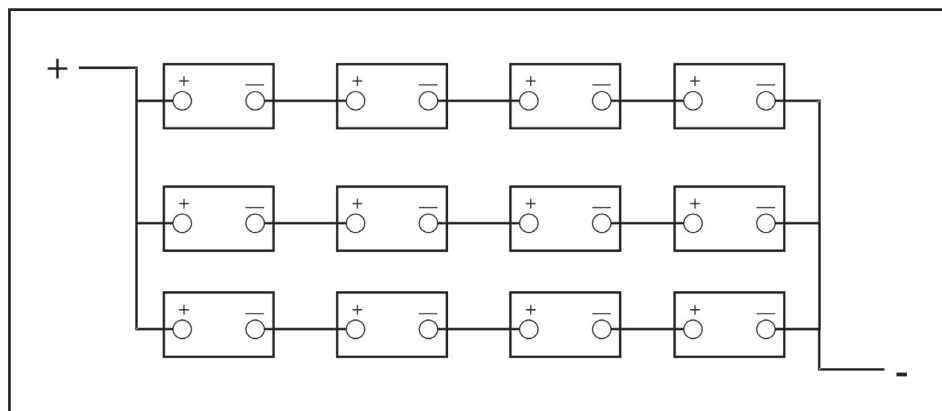 +
+ — + — + — + —
+ — + — + — + —
+ — + — + — + —
-